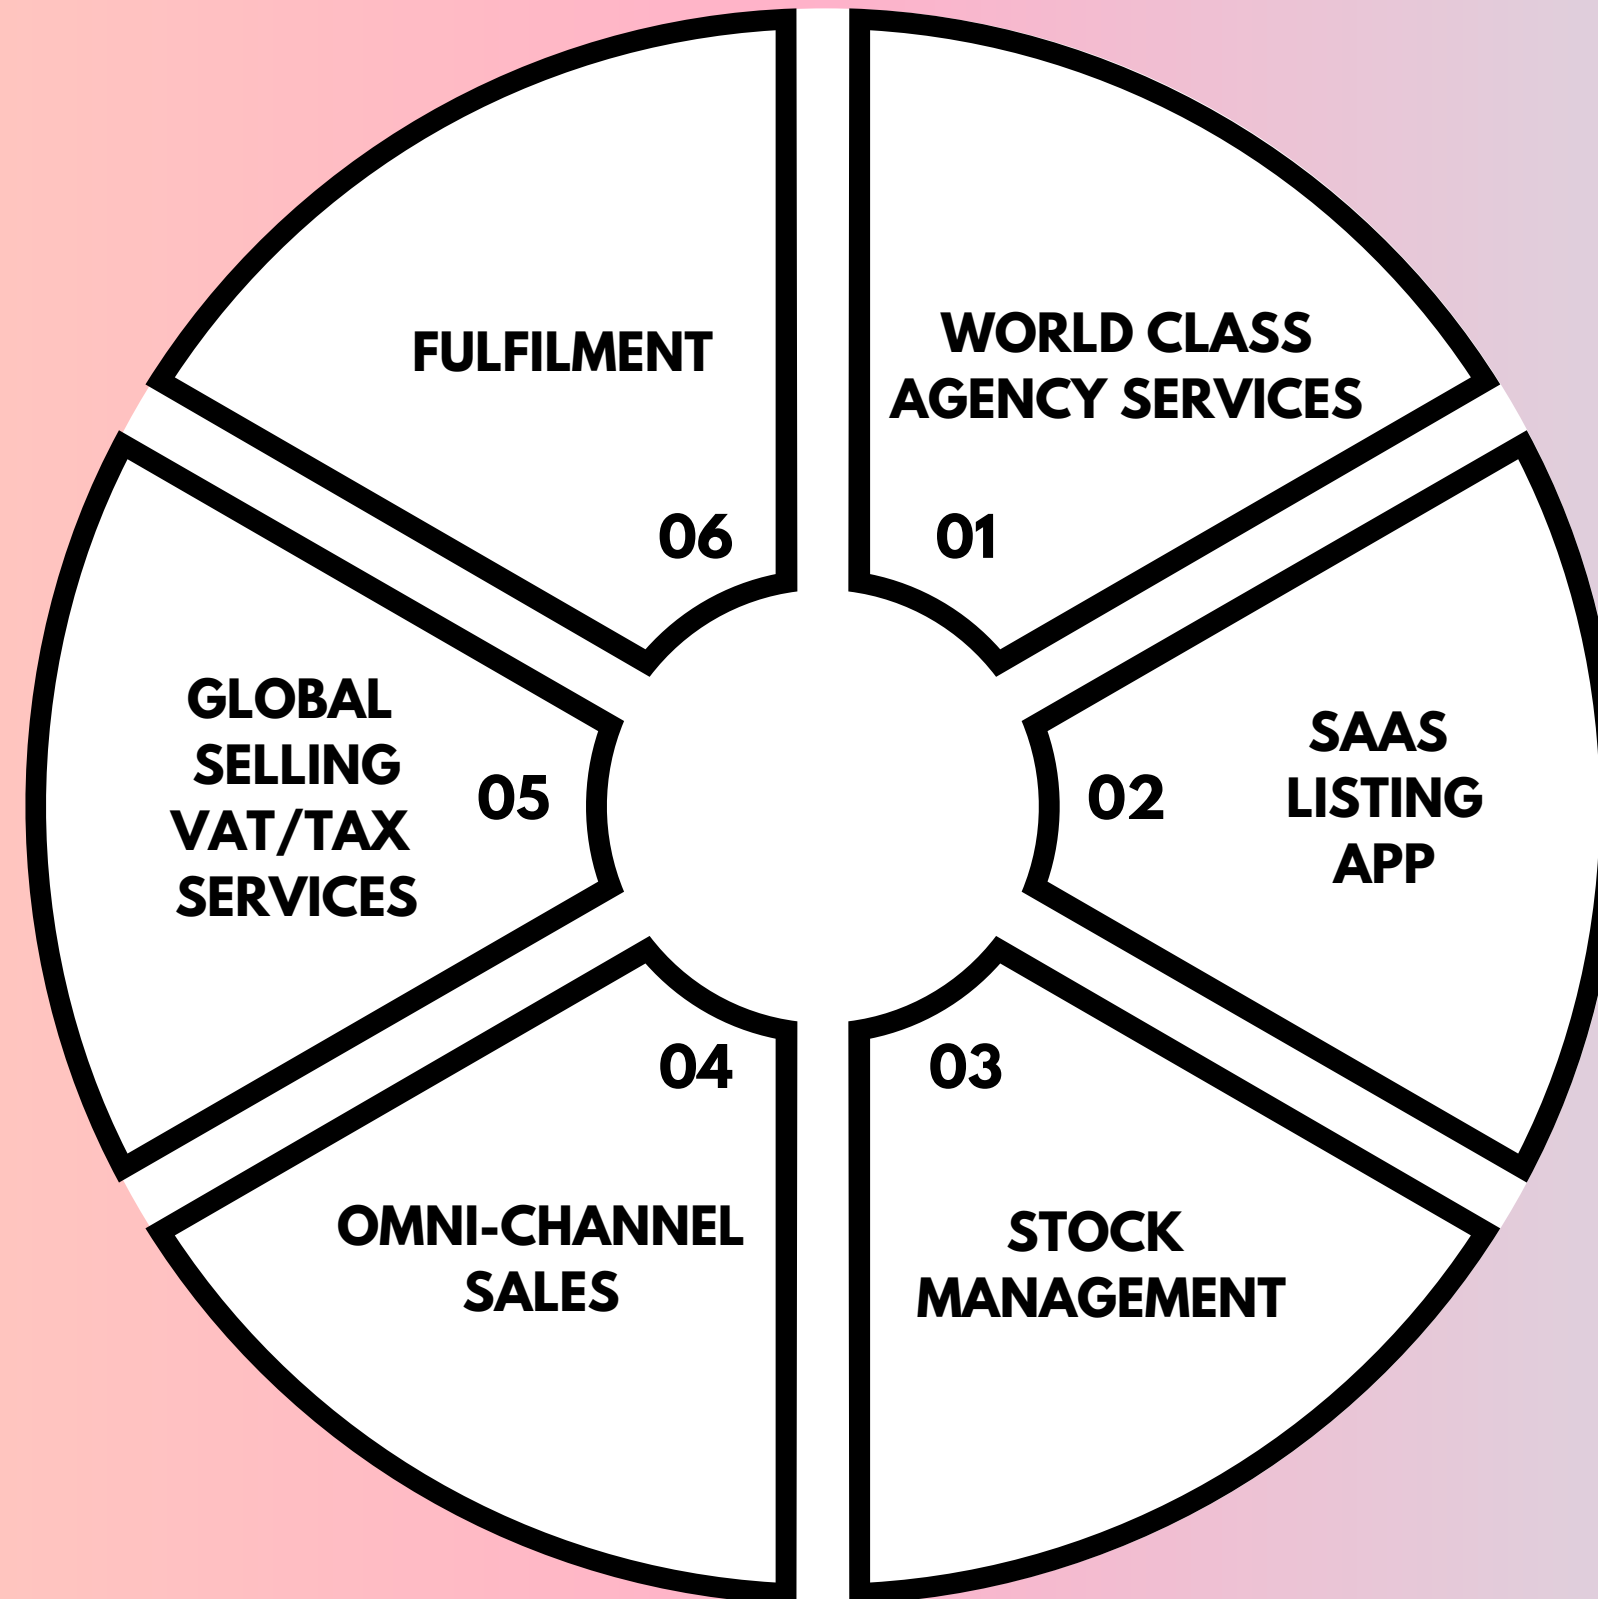 WORLD CLASS
AGENCY SERVICES
01
SAAS
LISTING
APP
02
03
STOCK
MANAGEMENT
04
OMNI-CHANNEL
SALES
GLOBAL
SELLING
VAT/TAX
SERVICES
05
FULFILMENT
06